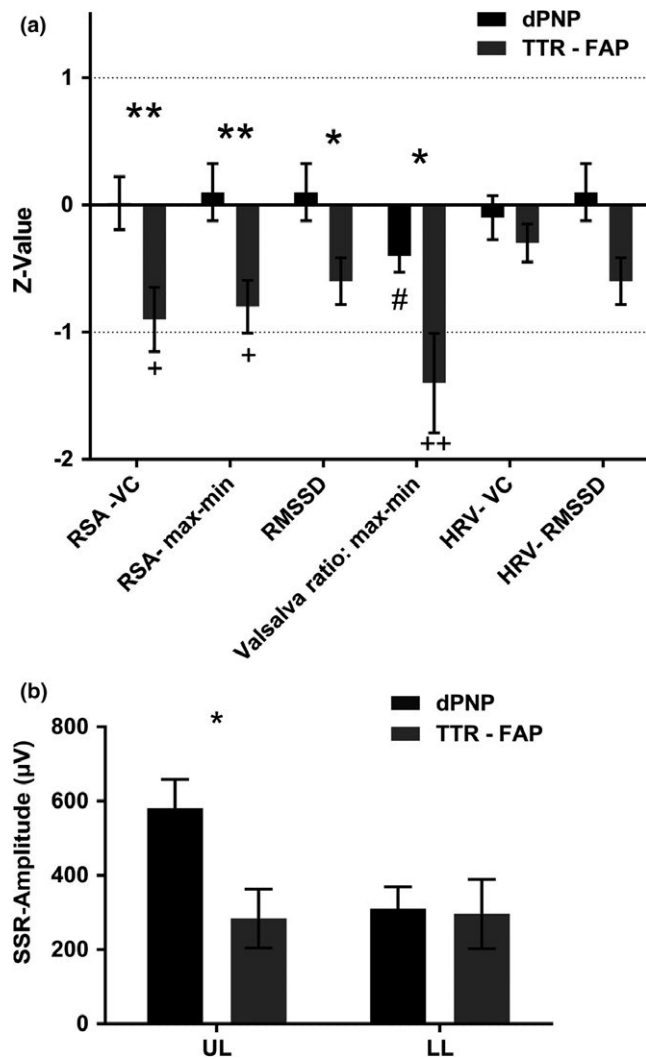 (a)
dPNP
TTR - FAP
Z-Value
1
0
-1
-2
**
**
*
*
+
+
#
++
RSA -VC
RSA- max-min
RMSSD
Valsalva ratio: max-min
HRV- VC
HRV- RMSSD
(b)
dPNP
TTR - FAP
SSR-Amplitude (µV)
800
600
400
200
0
*
UL
LL